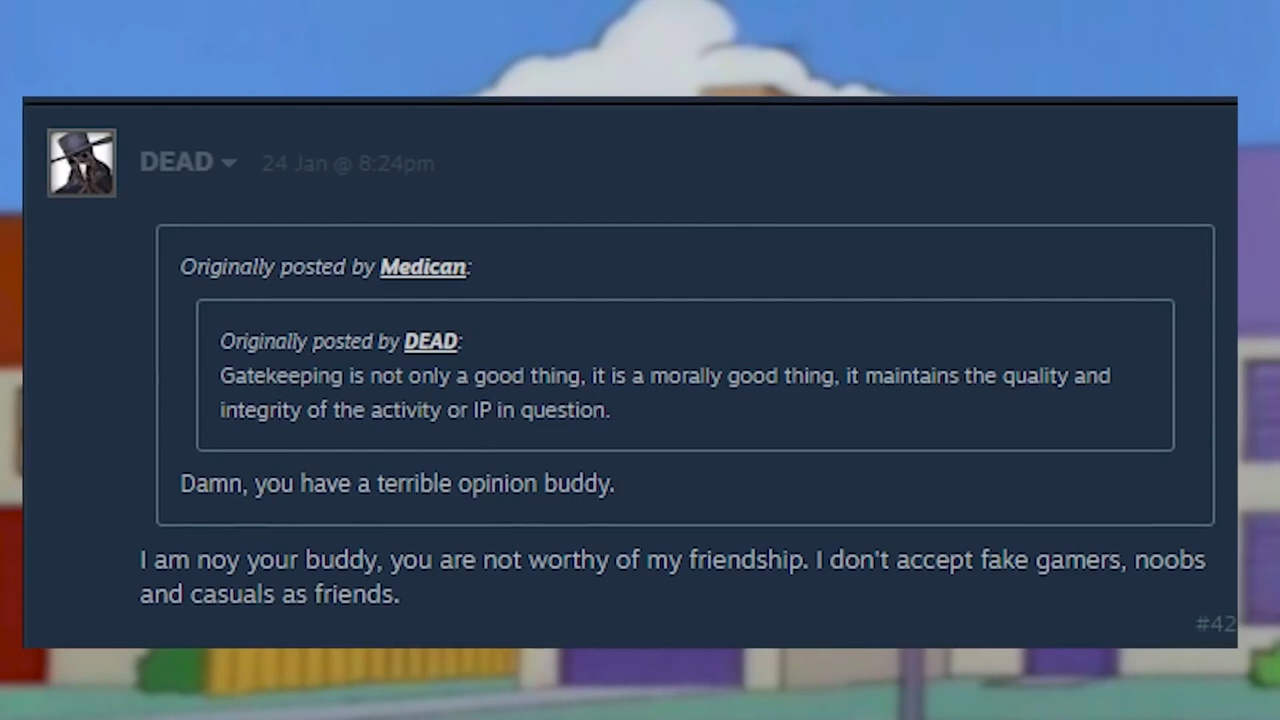 DEAD 24 Jan @ 8:24pm
Originally posted by Medican:
Originally posted by DEAD:
Gatekeeping is not only a good thing, it is a morally good thing, it maintains the quality and
integrity of the activity or IP in question.
Damn, you have a terrible opinion buddy.
I am noy your buddy, you are not worthy of my friendship. I don't accept fake gamers, noobs
and casuals as friends.
#42